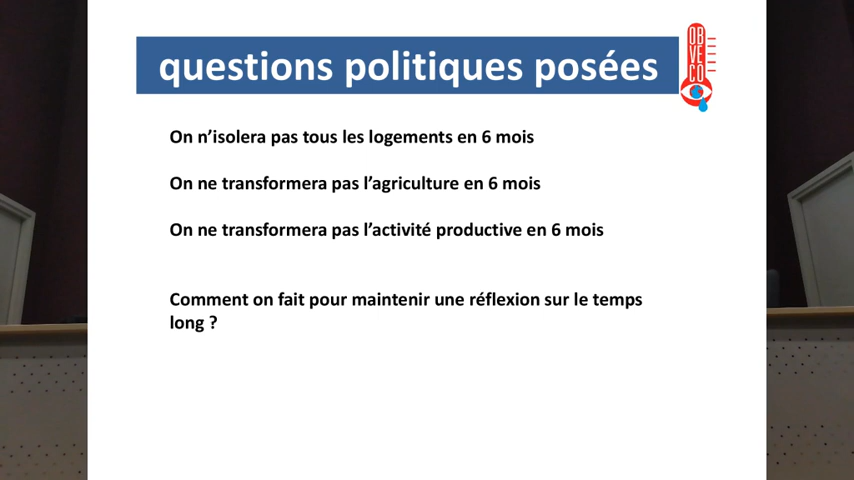 questions politiques posées
OBVECO
On n’isolera pas tous les logements en 6 mois
On ne transformera pas l’agriculture en 6 mois
On ne transformera pas l’activité productive en 6 mois
Comment on fait pour maintenir une réflexion sur le temps
long ?